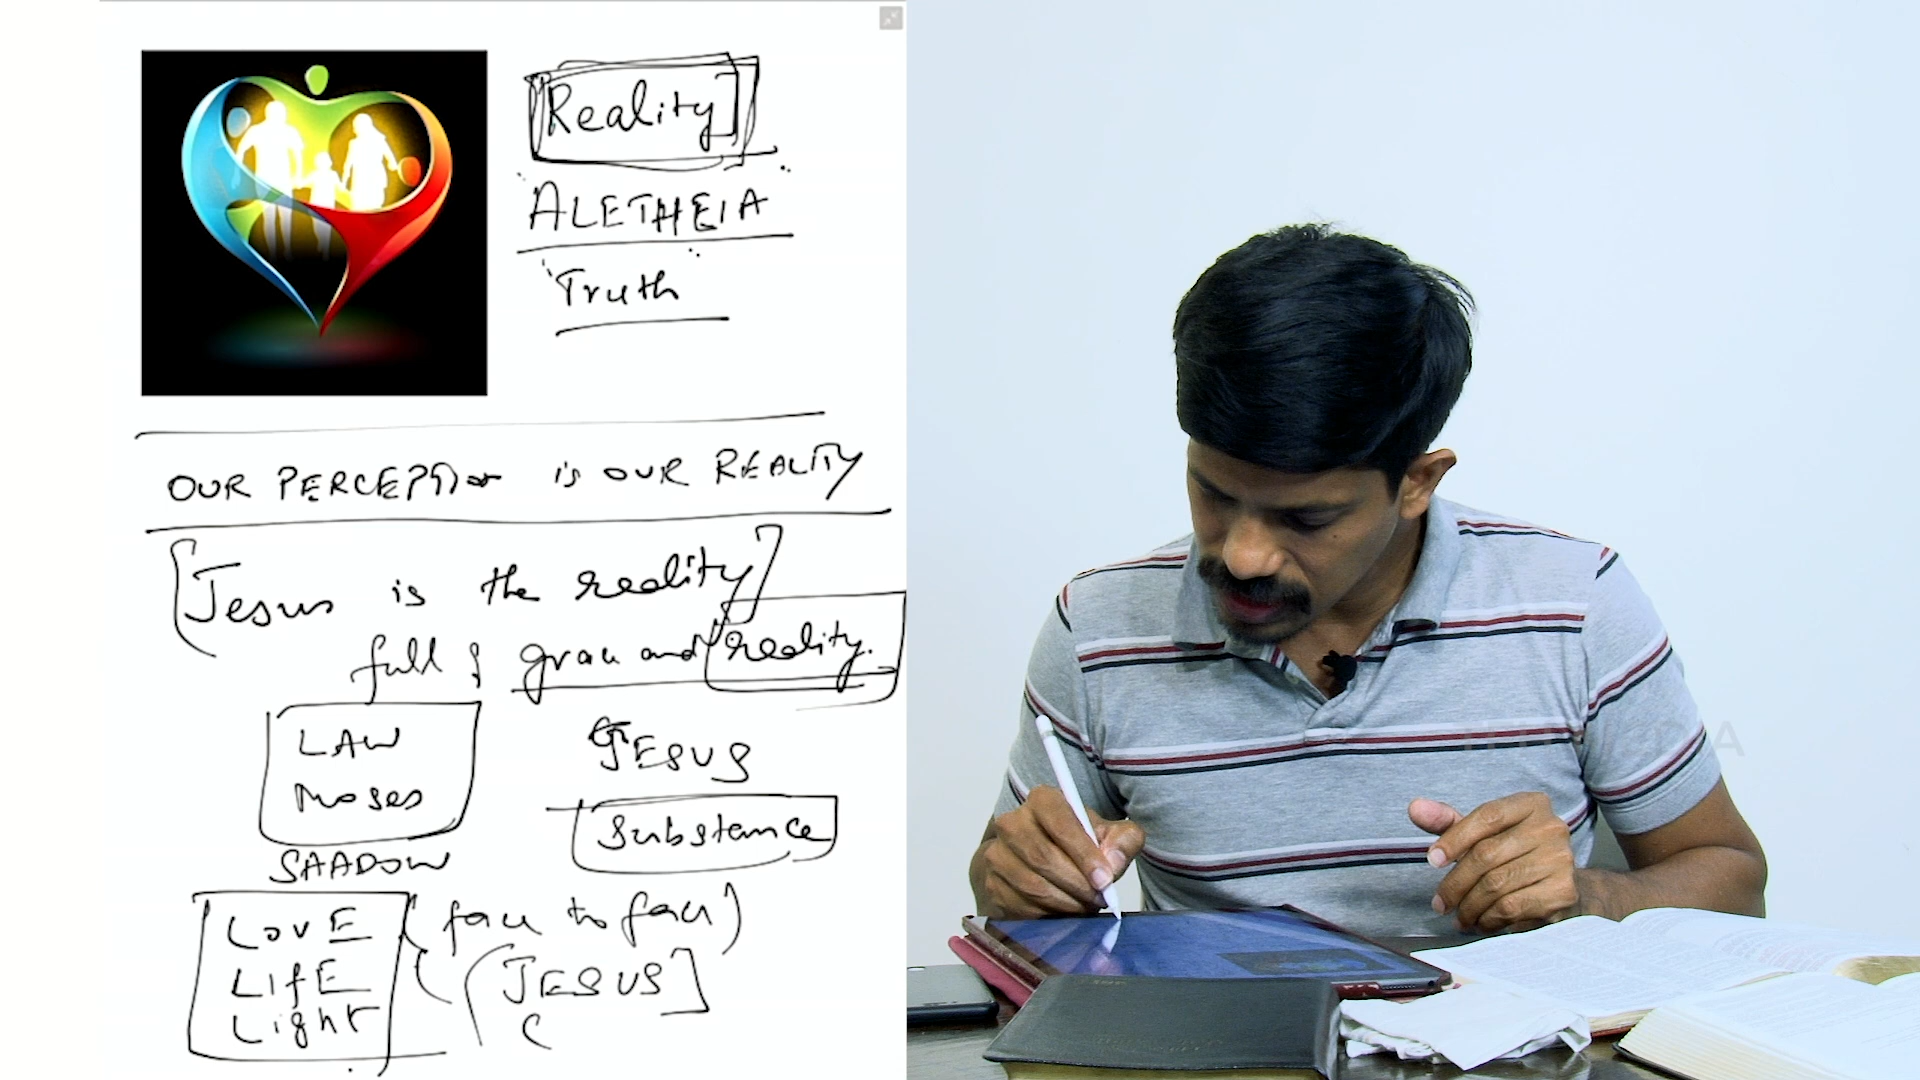 Reality
ALETHEIA
Truth
OUR PERCEPTION is OUR REALITY
Jesus is the reality
full of grace and reality.
LAW
Moses
SHADOW
JESUS
Substance
LOVE
LIFE
Light
(face to face)
(JESUS]
(